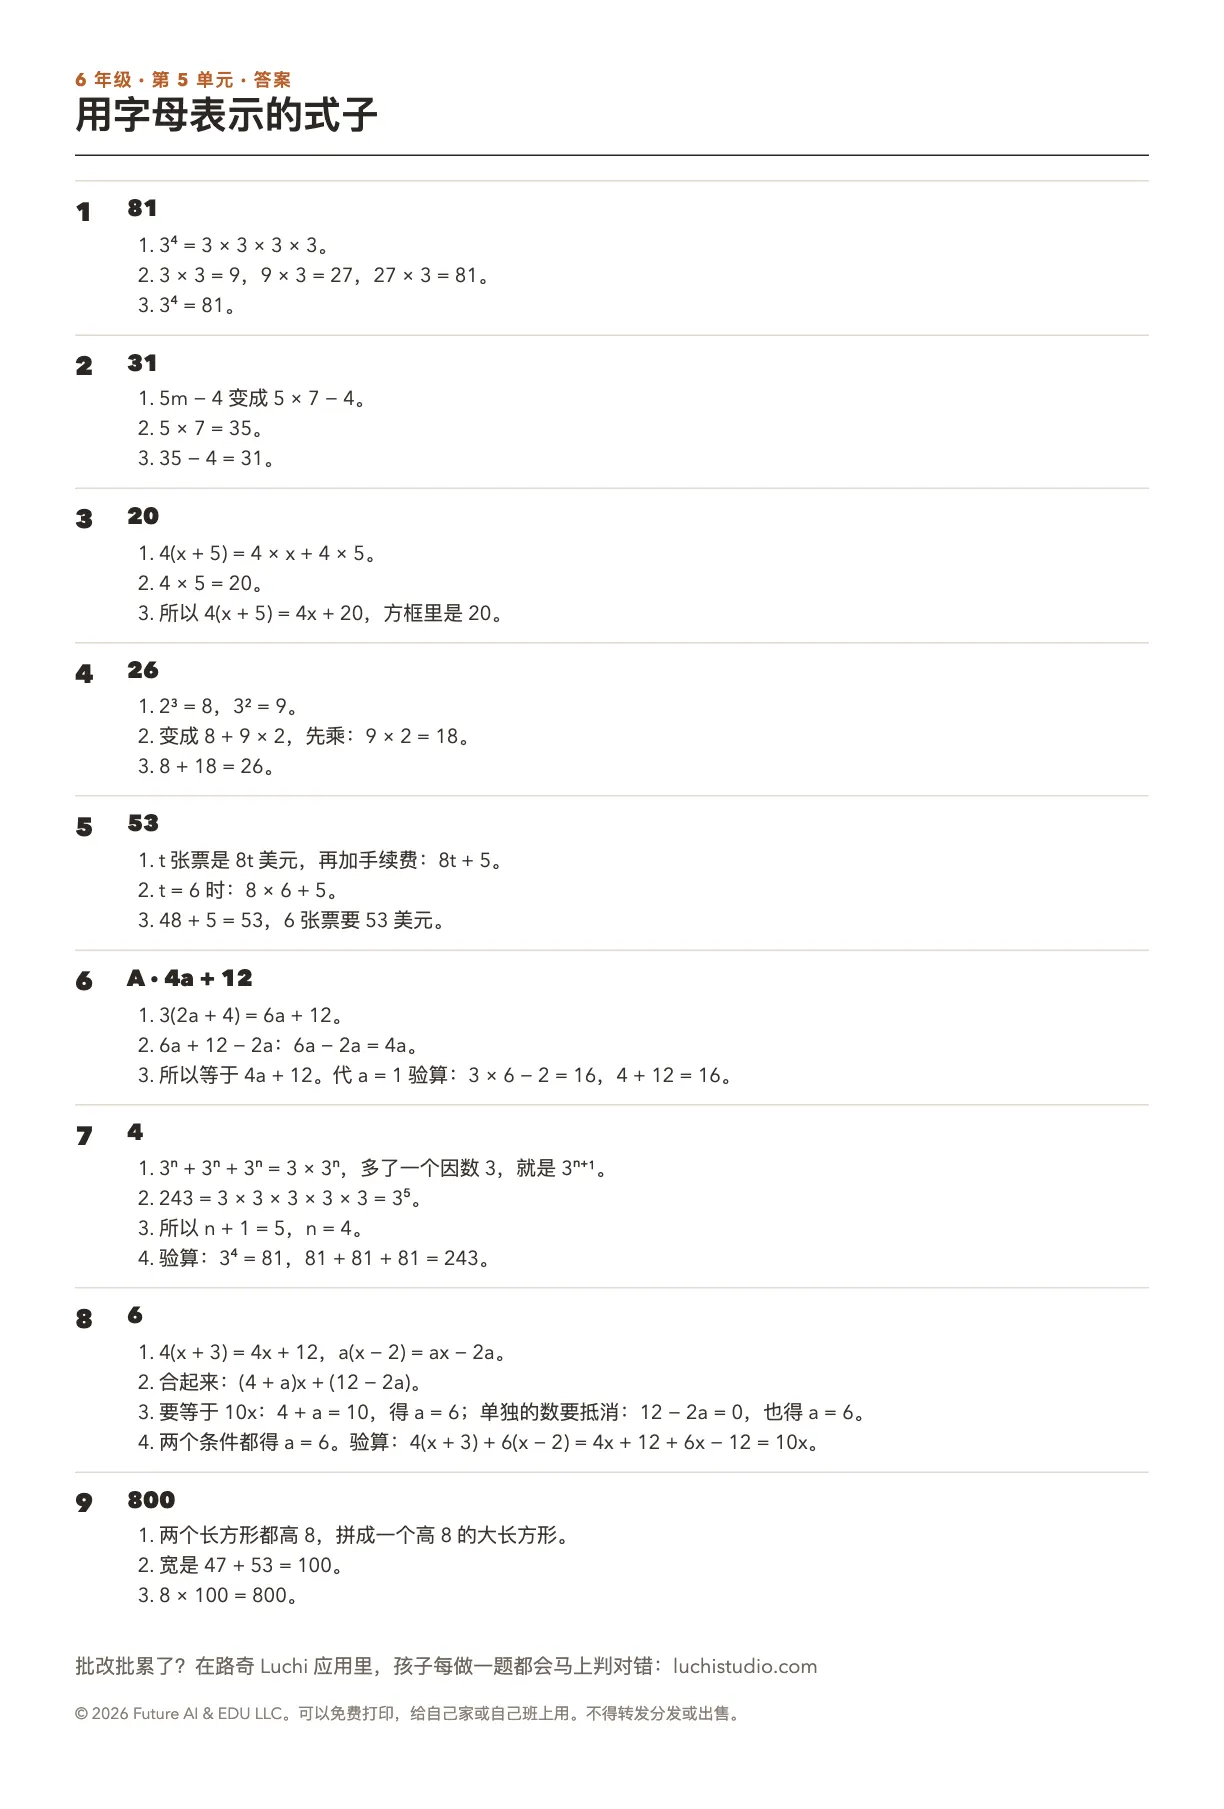 6 年级 · 第 5 单元 · 答案
用字母表示的式子
1 81
1. 3⁴ = 3 × 3 × 3 × 3。
2. 3 × 3 = 9，9 × 3 = 27，27 × 3 = 81。
3. 3⁴ = 81。
2 31
1. 5m − 4 变成 5 × 7 − 4。
2. 5 × 7 = 35。
3. 35 − 4 = 31。
3 20
1. 4(x + 5) = 4 × x + 4 × 5。
2. 4 × 5 = 20。
3. 所以 4(x + 5) = 4x + 20，方框里是 20。
4 26
1. 2³ = 8，3² = 9。
2. 变成 8 + 9 × 2，先乘：9 × 2 = 18。
3. 8 + 18 = 26。
5 53
1. t 张票是 8t 美元，再加手续费：8t + 5。
2. t = 6 时：8 × 6 + 5。
3. 48 + 5 = 53，6 张票要 53 美元。
6 A · 4a + 12
1. 3(2a + 4) = 6a + 12。
2. 6a + 12 − 2a：6a − 2a = 4a。
3. 所以等于 4a + 12。代 a = 1 验算：3 × 6 − 2 = 16，4 + 12 = 16。
7 4
1. 3ⁿ + 3ⁿ + 3ⁿ = 3 × 3ⁿ，多了一个因数 3，就是 3ⁿ⁺¹。
2. 243 = 3 × 3 × 3 × 3 × 3 = 3⁵。
3. 所以 n + 1 = 5，n = 4。
4. 验算：3⁴ = 81，81 + 81 + 81 = 243。
8 6
1. 4(x + 3) = 4x + 12，a(x − 2) = ax − 2a。
2. 合起来：(4 + a)x + (12 − 2a)。
3. 要等于 10x：4 + a = 10，得 a = 6；单独的数要抵消：12 − 2a = 0，也得 a = 6。
4. 两个条件都得 a = 6。验算：4(x + 3) + 6(x − 2) = 4x + 12 + 6x − 12 = 10x。
9 800
1. 两个长方形都高 8，拼成一个高 8 的大长方形。
2. 宽是 47 + 53 = 100。
3. 8 × 100 = 800。
批改批累了？在路奇 Luchi 应用里，孩子每做一题都会马上判对错：luchistudio.com
© 2026 Future AI & EDU LLC。可以免费打印，给自己家或自己班上用。不得转发分发或出售。